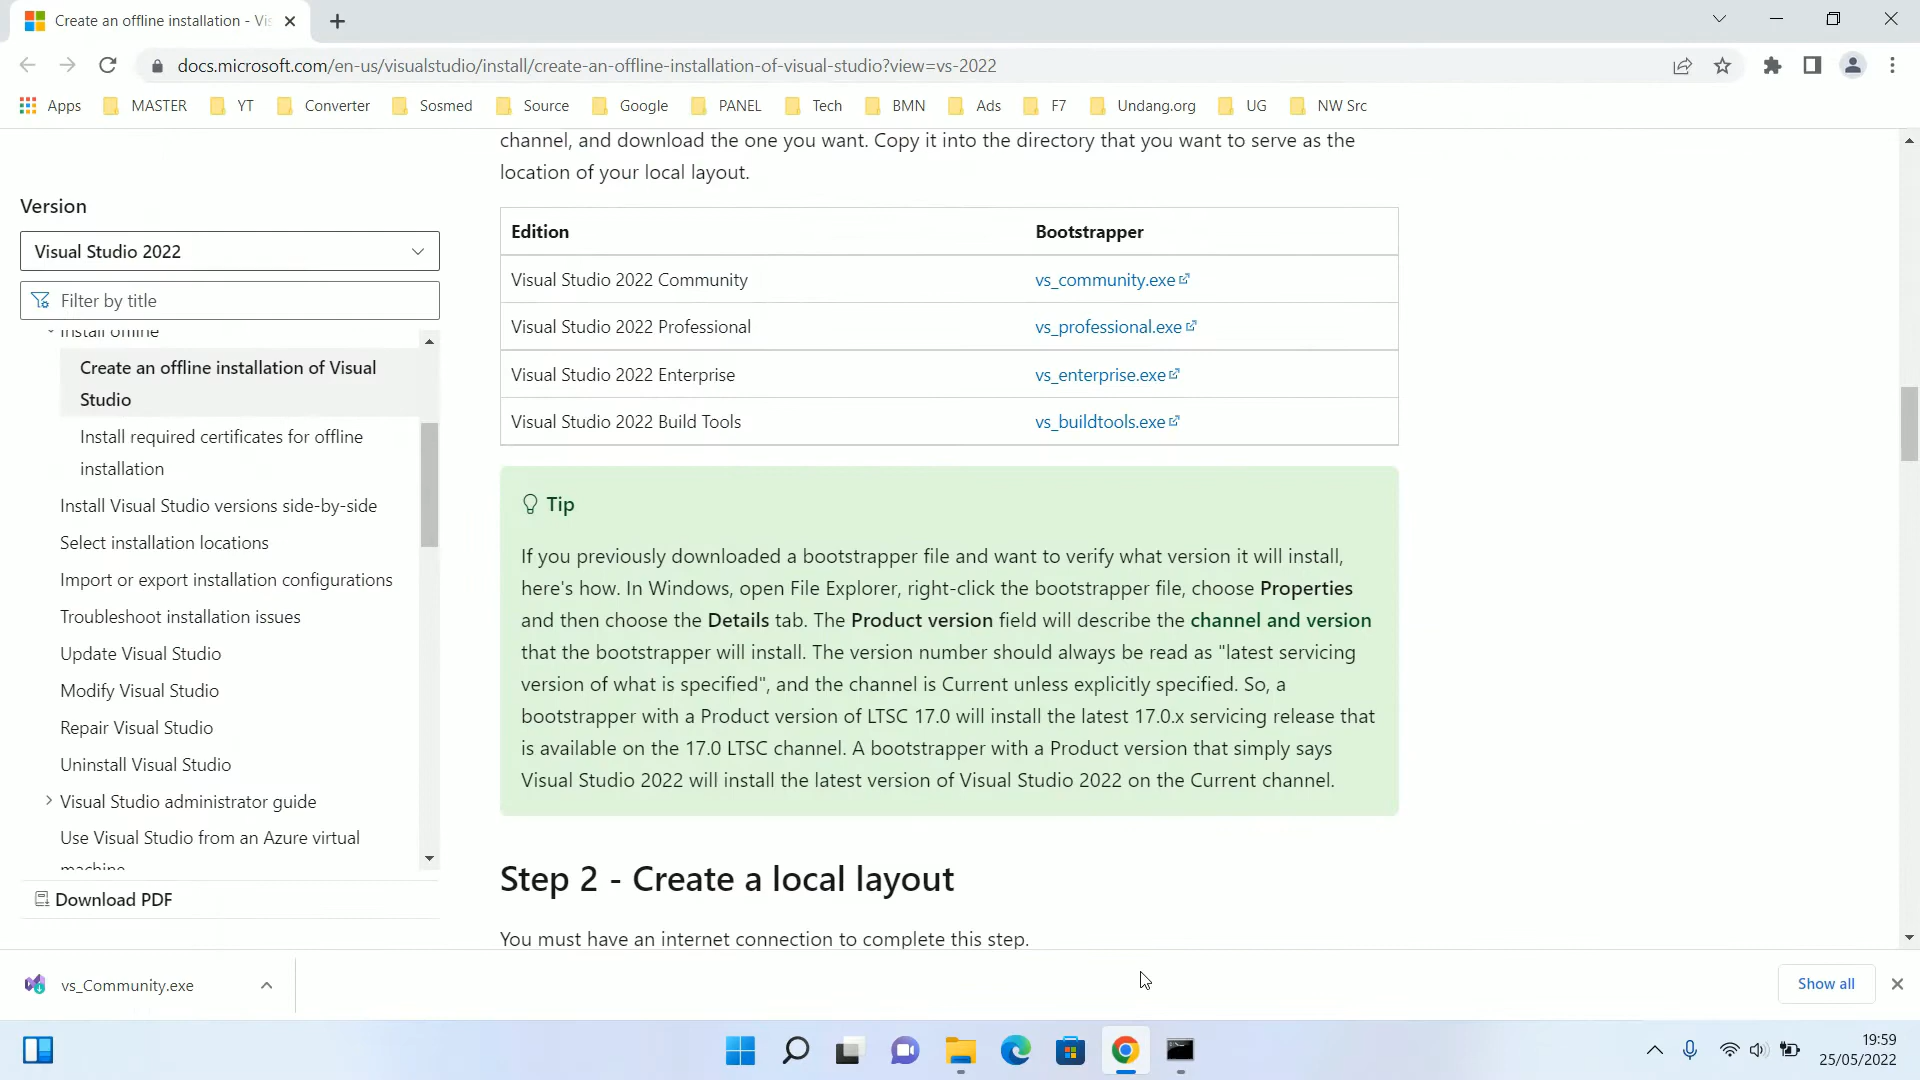 Create an offline installation - Vis
docs.microsoft.com/en-us/visualstudio/install/create-an-offline-installation-of-visual-studio?view=vs-2022
Apps
MASTER
YT
Converter
Sosmed
Source
Google
PANEL
Tech
BMN
Ads
F7
Undang.org
UG
NW Src
Version
Visual Studio 2022
Filter by title
Install offline
Create an offline installation of Visual
Studio
Install required certificates for offline
installation
Install Visual Studio versions side-by-side
Select installation locations
Import or export installation configurations
Troubleshoot installation issues
Update Visual Studio
Modify Visual Studio
Repair Visual Studio
Uninstall Visual Studio
Visual Studio administrator guide
Use Visual Studio from an Azure virtual
machine
Download PDF
channel, and download the one you want. Copy it into the directory that you want to serve as the
location of your local layout.
Edition Bootstrapper
Visual Studio 2022 Community vs_community.exe
Visual Studio 2022 Professional vs_professional.exe
Visual Studio 2022 Enterprise vs_enterprise.exe
Visual Studio 2022 Build Tools vs_buildtools.exe
Tip
If you previously downloaded a bootstrapper file and want to verify what version it will install,
here's how. In Windows, open File Explorer, right-click the bootstrapper file, choose Properties
and then choose the Details tab. The Product version field will describe the channel and version
that the bootstrapper will install. The version number should always be read as "latest servicing
version of what is specified", and the channel is Current unless explicitly specified. So, a
bootstrapper with a Product version of LTSC 17.0 will install the latest 17.0.x servicing release that
is available on the 17.0 LTSC channel. A bootstrapper with a Product version that simply says
Visual Studio 2022 will install the latest version of Visual Studio 2022 on the Current channel.
Step 2 - Create a local layout
You must have an internet connection to complete this step.
vs_Community.exe
Show all
19:59
25/05/2022